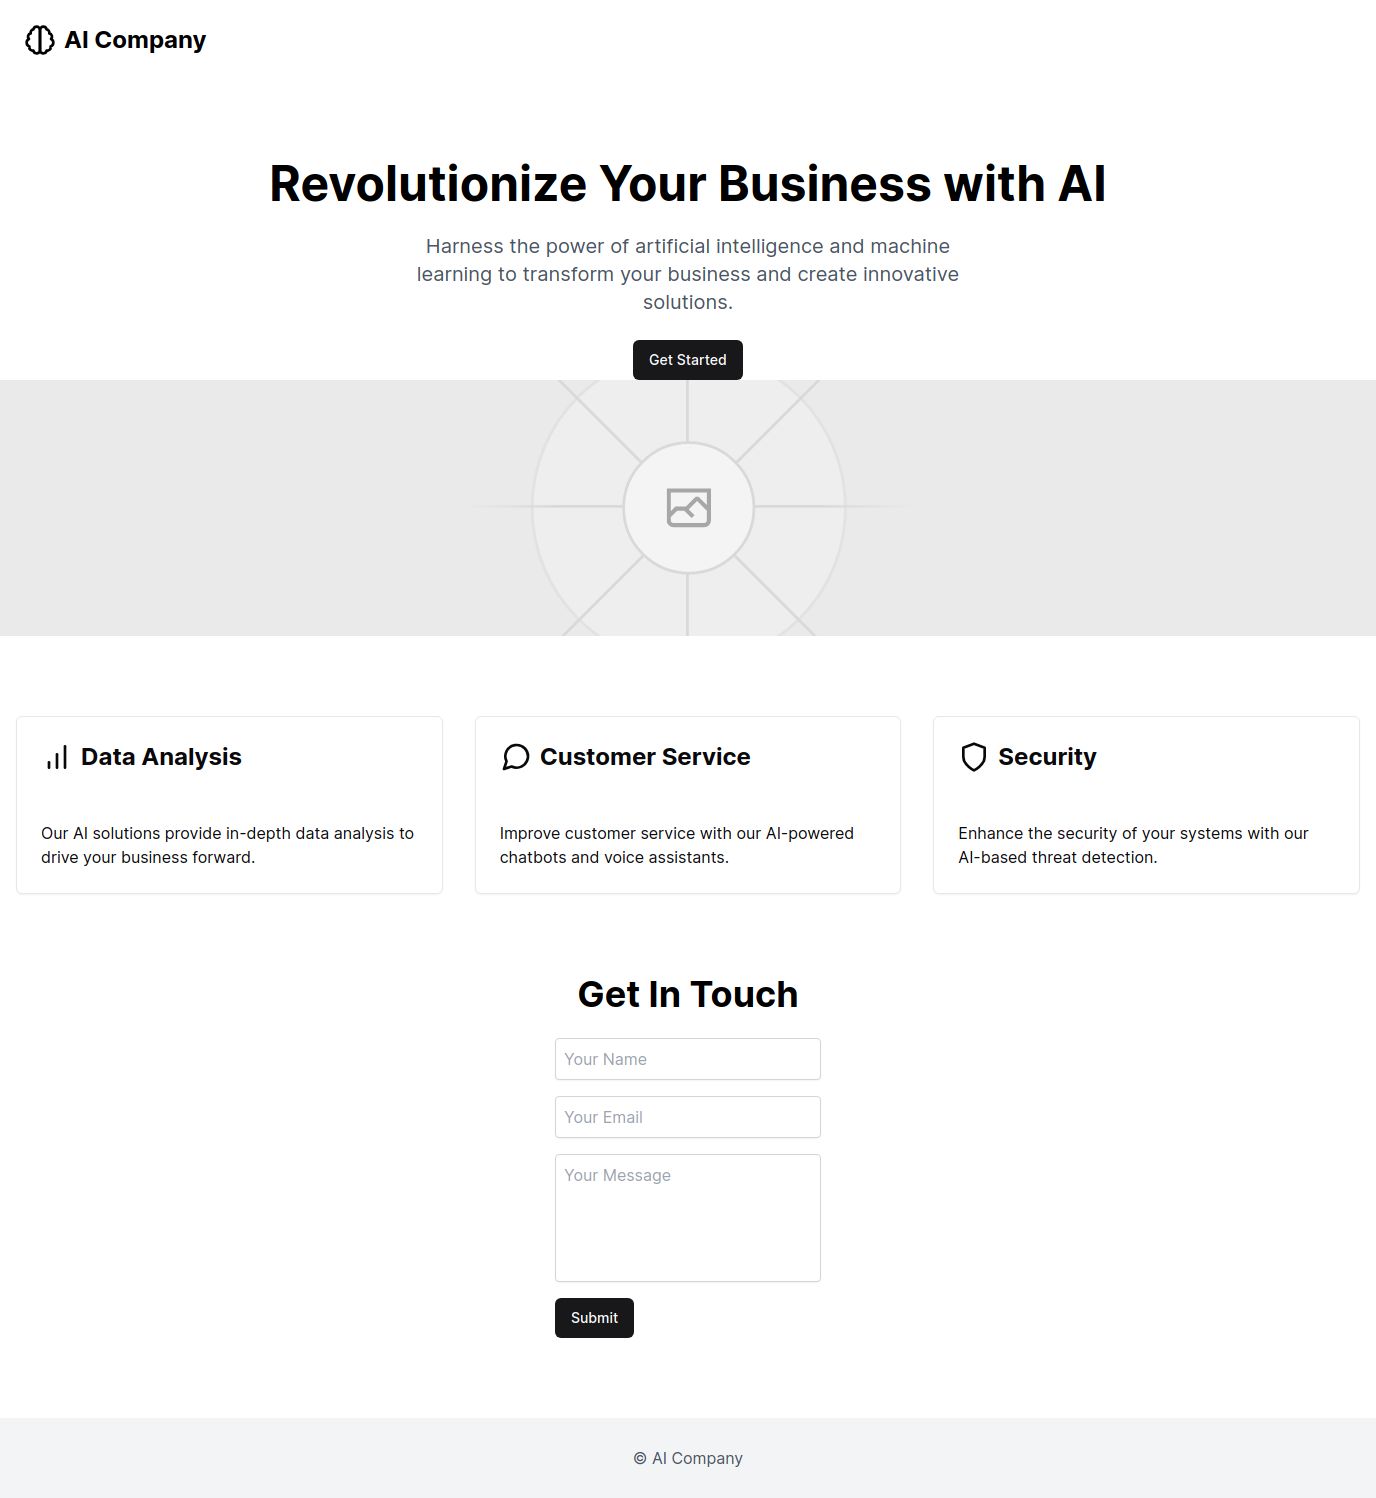 AI Company
Revolutionize Your Business with AI
Harness the power of artificial intelligence and machine
learning to transform your business and create innovative
solutions.
Get Started
Data Analysis
Our AI solutions provide in-depth data analysis to
drive your business forward.
Customer Service
Improve customer service with our AI-powered
chatbots and voice assistants.
Security
Enhance the security of your systems with our
AI-based threat detection.
Get In Touch
Your Name
Your Email
Your Message
Submit
© AI Company